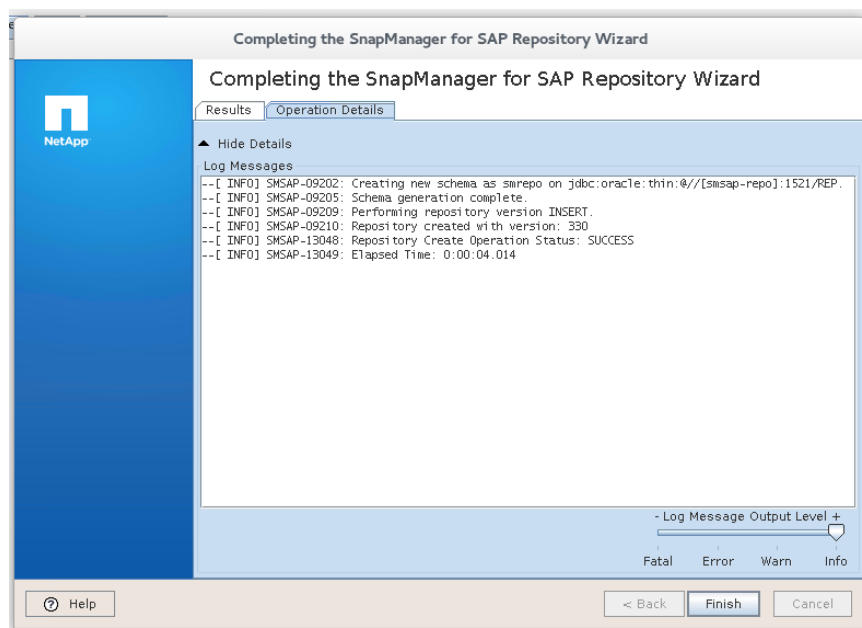 Completing the SnapManager for SAP Repository Wizard
Completing the SnapManager for SAP Repository Wizard
NetApp
Results Operation Details
Hide Details
Log Messages
--[ INFO] SMSAP-09202: Creating new schema as smrepo on jdbc:oracle:thin:@//[smsap-repo]:1521/REP.
--[ INFO] SMSAP-09205: Schema generation complete.
--[ INFO] SMSAP-09209: Performing repository version INSERT.
--[ INFO] SMSAP-09210: Repository created with version: 330
--[ INFO] SMSAP-13048: Repository Create Operation Status: SUCCESS
--[ INFO] SMSAP-13049: Elapsed Time: 0:00:04.014
- Log Message Output Level +
Fatal Error Warn Info
Help < Back Finish Cancel